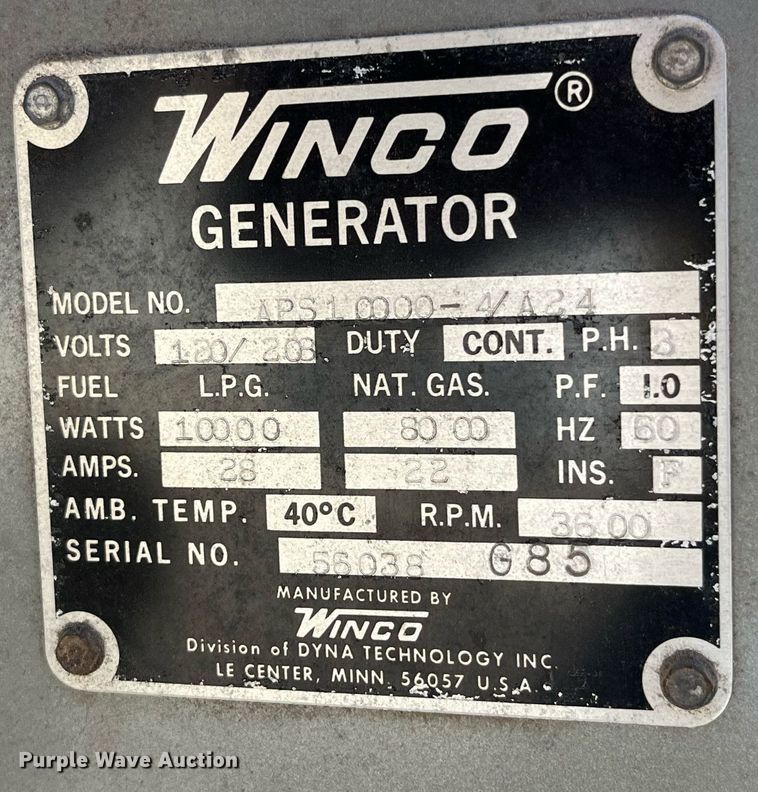 WINCO®
GENERATOR
MODEL NO. APS10000-4/A24
VOLTS 120/208 DUTY CONT. P.H. 3
FUEL L.P.G. NAT. GAS. P.F. 1.0
WATTS 10000 8000 HZ 60
AMPS. 28 22 INS. F
AMB. TEMP. 40°C R.P.M. 3600
SERIAL NO. 56038 G85
MANUFACTURED BY
WINCO
Division of DYNA TECHNOLOGY INC.
LE CENTER, MINN. 56057 U.S.A.
Purple Wave Auction